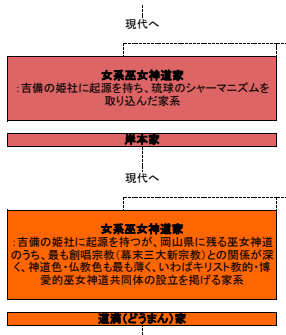 現代へ
女系巫女神道家
：吉備の姫社に起源を持ち、琉球のシャーマニズムを
取り込んだ家系
岸本家
現代へ
女系巫女神道家
：吉備の姫社に起源を持つが、岡山県に残る巫女神道
のうち、最も創唱宗教（幕末三大新宗教）との関係が深
く、神道色・仏教色も最も薄く、いわばキリスト教的・博
愛的巫女神道共同体の設立を掲げる家系
道満（どうまん）家